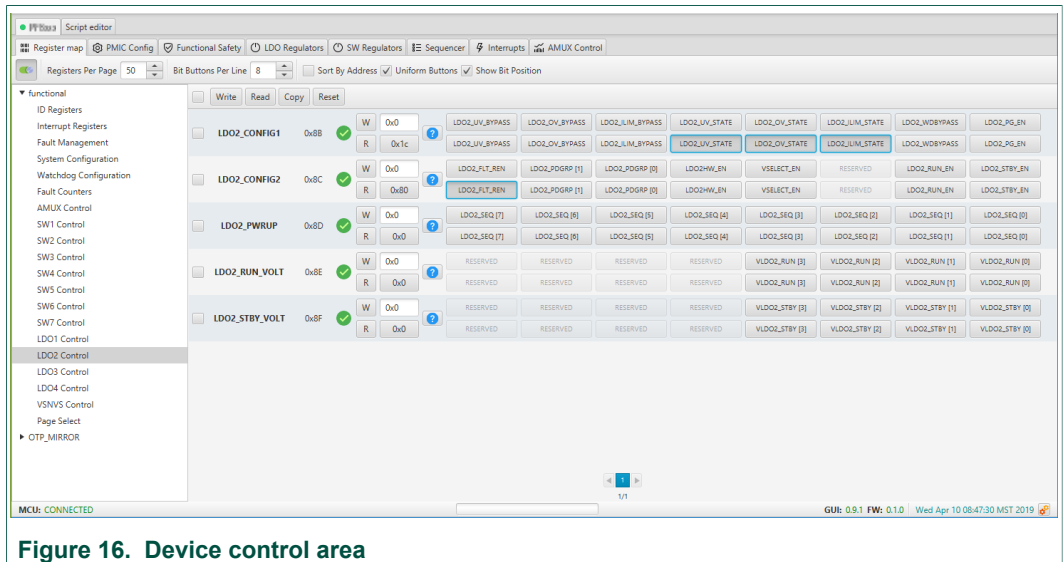 Script editor
Register map PMIC Config Functional Safety LDO Regulators SW Regulators Sequencer Interrupts AMUX Control
Registers Per Page 50 Bit Buttons Per Line 8 Sort By Address Uniform Buttons Show Bit Position
functional
ID Registers
Interrupt Registers
Fault Management
System Configuration
Watchdog Configuration
Fault Counters
AMUX Control
SW1 Control
SW2 Control
SW3 Control
SW4 Control
SW5 Control
SW6 Control
SW7 Control
LDO1 Control
LDO2 Control
LDO3 Control
LDO4 Control
VSNVS Control
Page Select
OTP_MIRROR
Write Read Copy Reset
LDO2_CONFIG1 0x8B
W 0x0 ? LDO2_UV_BYPASS LDO2_OV_BYPASS LDO2_ILIM_BYPASS LDO2_UV_STATE LDO2_OV_STATE LDO2_ILIM_STATE LDO2_WDBYPASS LDO2_PG_EN
R 0x1c LDO2_UV_BYPASS LDO2_OV_BYPASS LDO2_ILIM_BYPASS LDO2_UV_STATE LDO2_OV_STATE LDO2_ILIM_STATE LDO2_WDBYPASS LDO2_PG_EN
LDO2_CONFIG2 0x8C
W 0x0 ? LDO2_FLT_REN LDO2_PDGRP [1] LDO2_PDGRP [0] LDO2HW_EN VSELECT_EN RESERVED LDO2_RUN_EN LDO2_STBY_EN
R 0x80 LDO2_FLT_REN LDO2_PDGRP [1] LDO2_PDGRP [0] LDO2HW_EN VSELECT_EN RESERVED LDO2_RUN_EN LDO2_STBY_EN
LDO2_PWRUP 0x8D
W 0x0 ? LDO2_SEQ [7] LDO2_SEQ [6] LDO2_SEQ [5] LDO2_SEQ [4] LDO2_SEQ [3] LDO2_SEQ [2] LDO2_SEQ [1] LDO2_SEQ [0]
R 0x0 LDO2_SEQ [7] LDO2_SEQ [6] LDO2_SEQ [5] LDO2_SEQ [4] LDO2_SEQ [3] LDO2_SEQ [2] LDO2_SEQ [1] LDO2_SEQ [0]
LDO2_RUN_VOLT 0x8E
W 0x0 ? RESERVED RESERVED RESERVED RESERVED VLDO2_RUN [3] VLDO2_RUN [2] VLDO2_RUN [1] VLDO2_RUN [0]
R 0x0 RESERVED RESERVED RESERVED RESERVED VLDO2_RUN [3] VLDO2_RUN [2] VLDO2_RUN [1] VLDO2_RUN [0]
LDO2_STBY_VOLT 0x8F
W 0x0 ? RESERVED RESERVED RESERVED RESERVED VLDO2_STBY [3] VLDO2_STBY [2] VLDO2_STBY [1] VLDO2_STBY [0]
R 0x0 RESERVED RESERVED RESERVED RESERVED VLDO2_STBY [3] VLDO2_STBY [2] VLDO2_STBY [1] VLDO2_STBY [0]
1
1/1
MCU: CONNECTED GUI: 0.9.1 FW: 0.1.0 Wed Apr 10 08:47:30 MST 2019
Figure 16. Device control area